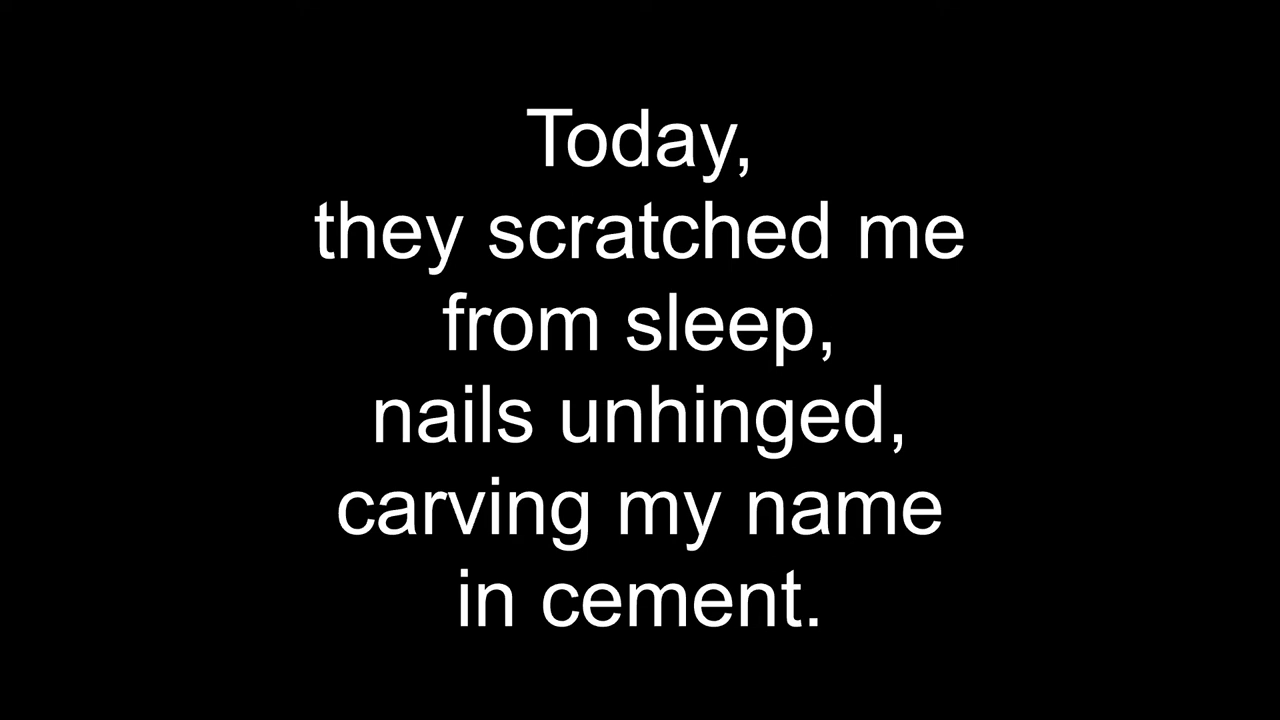 Today,
they scratched me
from sleep,
nails unhinged,
carving my name
in cement.